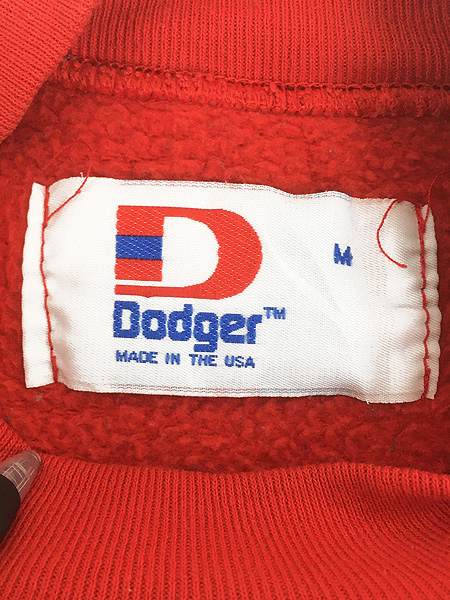 D
M
Dodger™
MADE IN THE USA